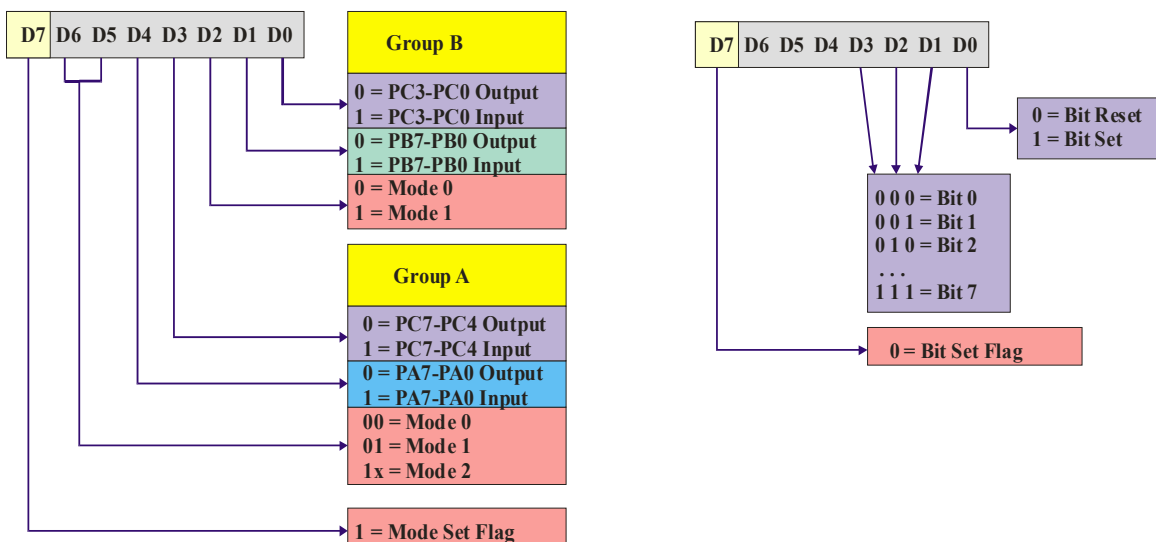 D7 D6 D5 D4 D3 D2 D1 D0
Group B
0 = PC3-PC0 Output
1 = PC3-PC0 Input
0 = PB7-PB0 Output
1 = PB7-PB0 Input
0 = Mode 0
1 = Mode 1
Group A
0 = PC7-PC4 Output
1 = PC7-PC4 Input
0 = PA7-PA0 Output
1 = PA7-PA0 Input
00 = Mode 0
01 = Mode 1
1x = Mode 2
1 = Mode Set Flag
D7 D6 D5 D4 D3 D2 D1 D0
0 = Bit Reset
1 = Bit Set
0 0 0 = Bit 0
0 0 1 = Bit 1
0 1 0 = Bit 2
. . .
1 1 1 = Bit 7
0 = Bit Set Flag